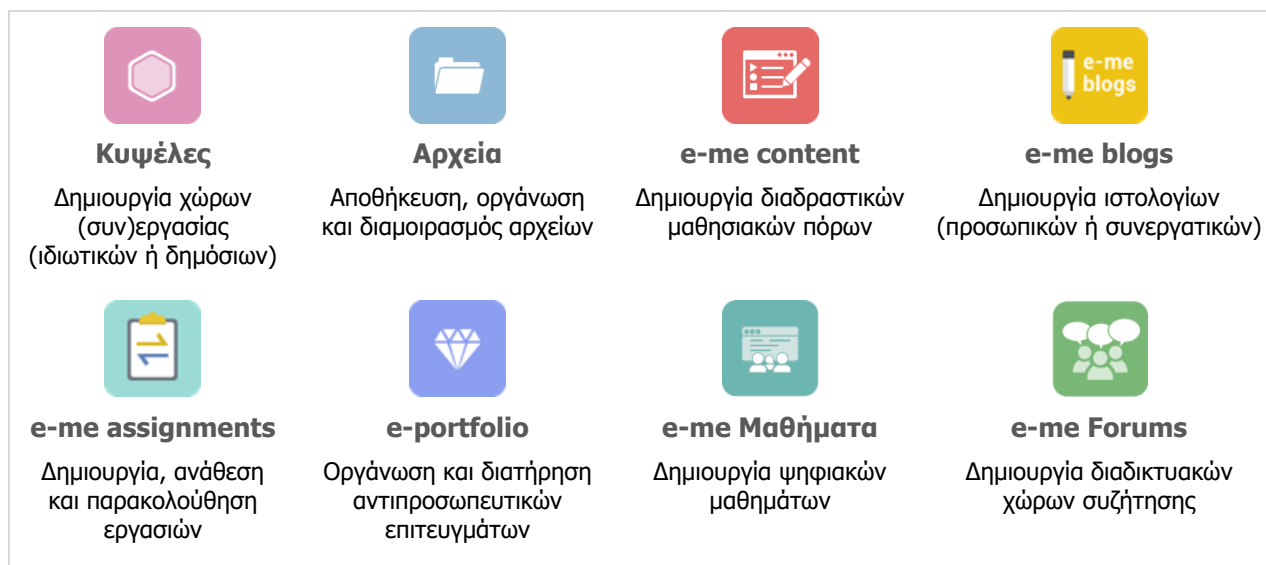 e-me
blogs
Κυψέλες
Δημιουργία χώρων
(συν)εργασίας
(ιδιωτικών ή δημόσιων)
Αρχεία
Αποθήκευση, οργάνωση
και διαμοιρασμός αρχείων
e-me content
Δημιουργία διαδραστικών
μαθησιακών πόρων
e-me blogs
Δημιουργία ιστολογίων
(προσωπικών ή συνεργατικών)
e-me assignments
Δημιουργία, ανάθεση
και παρακολούθηση
εργασιών
e-portfolio
Οργάνωση και διατήρηση
αντιπροσωπευτικών
επιτευγμάτων
e-me Μαθήματα
Δημιουργία ψηφιακών
μαθημάτων
e-me Forums
Δημιουργία διαδικτυακών
χώρων συζήτησης